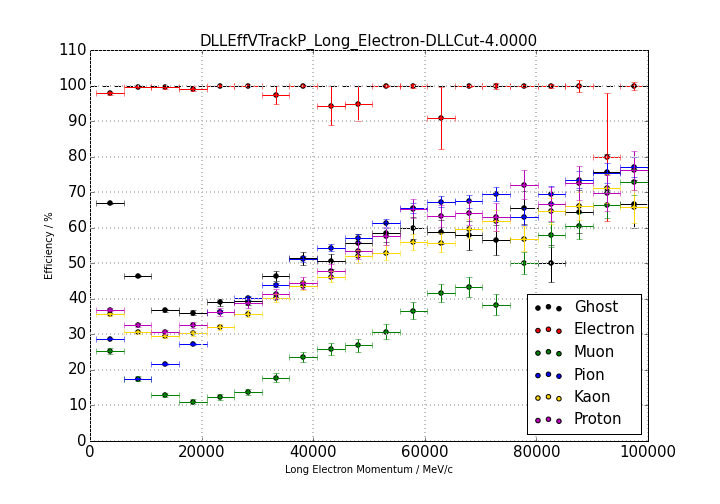 DLLEffVTrackP_Long_Electron-DLLCut-4.0000
110
100
90
80
70
60
50
40
30
20
10
0
Efficiency / %
0 20000 40000 60000 80000 100000
Long Electron Momentum / MeV/c
Ghost
Electron
Muon
Pion
Kaon
Proton